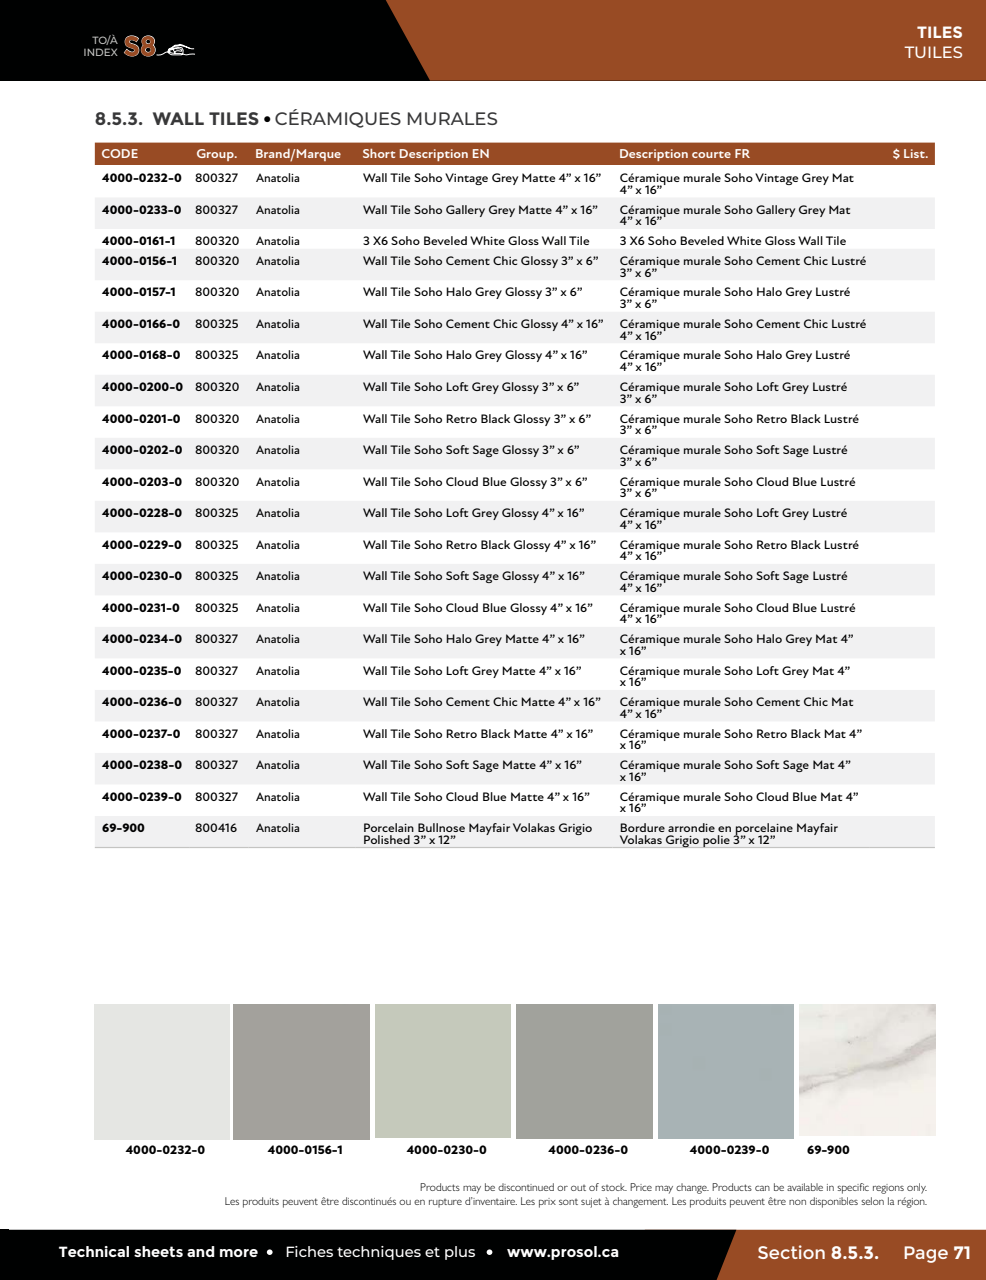 TO/À
INDEX S8
TILES
TUILES
8.5.3. WALL TILES • CÉRAMIQUES MURALES
CODE Group. Brand/Marque Short Description EN Description courte FR $ List.
4000-0232-0 800327 Anatolia Wall Tile Soho Vintage Grey Matte 4” x 16” Céramique murale Soho Vintage Grey Mat
4” x 16”
4000-0233-0 800327 Anatolia Wall Tile Soho Gallery Grey Matte 4” x 16” Céramique murale Soho Gallery Grey Mat
4” x 16”
4000-0161-1 800320 Anatolia 3 X6 Soho Beveled White Gloss Wall Tile 3 X6 Soho Beveled White Gloss Wall Tile
4000-0156-1 800320 Anatolia Wall Tile Soho Cement Chic Glossy 3” x 6” Céramique murale Soho Cement Chic Lustré
3” x 6”
4000-0157-1 800320 Anatolia Wall Tile Soho Halo Grey Glossy 3” x 6” Céramique murale Soho Halo Grey Lustré
3” x 6”
4000-0166-0 800325 Anatolia Wall Tile Soho Cement Chic Glossy 4” x 16” Céramique murale Soho Cement Chic Lustré
4” x 16”
4000-0168-0 800325 Anatolia Wall Tile Soho Halo Grey Glossy 4” x 16” Céramique murale Soho Halo Grey Lustré
4” x 16”
4000-0200-0 800320 Anatolia Wall Tile Soho Loft Grey Glossy 3” x 6” Céramique murale Soho Loft Grey Lustré
3” x 6”
4000-0201-0 800320 Anatolia Wall Tile Soho Retro Black Glossy 3” x 6” Céramique murale Soho Retro Black Lustré
3” x 6”
4000-0202-0 800320 Anatolia Wall Tile Soho Soft Sage Glossy 3” x 6” Céramique murale Soho Soft Sage Lustré
3” x 6”
4000-0203-0 800320 Anatolia Wall Tile Soho Cloud Blue Glossy 3” x 6” Céramique murale Soho Cloud Blue Lustré
3” x 6”
4000-0228-0 800325 Anatolia Wall Tile Soho Loft Grey Glossy 4” x 16” Céramique murale Soho Loft Grey Lustré
4” x 16”
4000-0229-0 800325 Anatolia Wall Tile Soho Retro Black Glossy 4” x 16” Céramique murale Soho Retro Black Lustré
4” x 16”
4000-0230-0 800325 Anatolia Wall Tile Soho Soft Sage Glossy 4” x 16” Céramique murale Soho Soft Sage Lustré
4” x 16”
4000-0231-0 800325 Anatolia Wall Tile Soho Cloud Blue Glossy 4” x 16” Céramique murale Soho Cloud Blue Lustré
4” x 16”
4000-0234-0 800327 Anatolia Wall Tile Soho Halo Grey Matte 4” x 16” Céramique murale Soho Halo Grey Mat 4”
x 16”
4000-0235-0 800327 Anatolia Wall Tile Soho Loft Grey Matte 4” x 16” Céramique murale Soho Loft Grey Mat 4”
x 16”
4000-0236-0 800327 Anatolia Wall Tile Soho Cement Chic Matte 4” x 16” Céramique murale Soho Cement Chic Mat
4” x 16”
4000-0237-0 800327 Anatolia Wall Tile Soho Retro Black Matte 4” x 16” Céramique murale Soho Retro Black Mat 4”
x 16”
4000-0238-0 800327 Anatolia Wall Tile Soho Soft Sage Matte 4” x 16” Céramique murale Soho Soft Sage Mat 4”
x 16”
4000-0239-0 800327 Anatolia Wall Tile Soho Cloud Blue Matte 4” x 16” Céramique murale Soho Cloud Blue Mat 4”
x 16”
69-900 800416 Anatolia Porcelain Bullnose Mayfair Volakas Grigio Bordure arrondie en porcelaine Mayfair
Polished 3” x 12” Volakas Grigio polie 3” x 12”
4000-0232-0 4000-0156-1 4000-0230-0 4000-0236-0 4000-0239-0 69-900
Products may be discontinued or out of stock. Price may change. Products can be available in specific regions only.
Les produits peuvent être discontinués ou en rupture d’inventaire. Les prix sont sujet à changement. Les produits peuvent être non disponibles selon la région.
Technical sheets and more • Fiches techniques et plus • www.prosol.ca
Section 8.5.3. Page 71